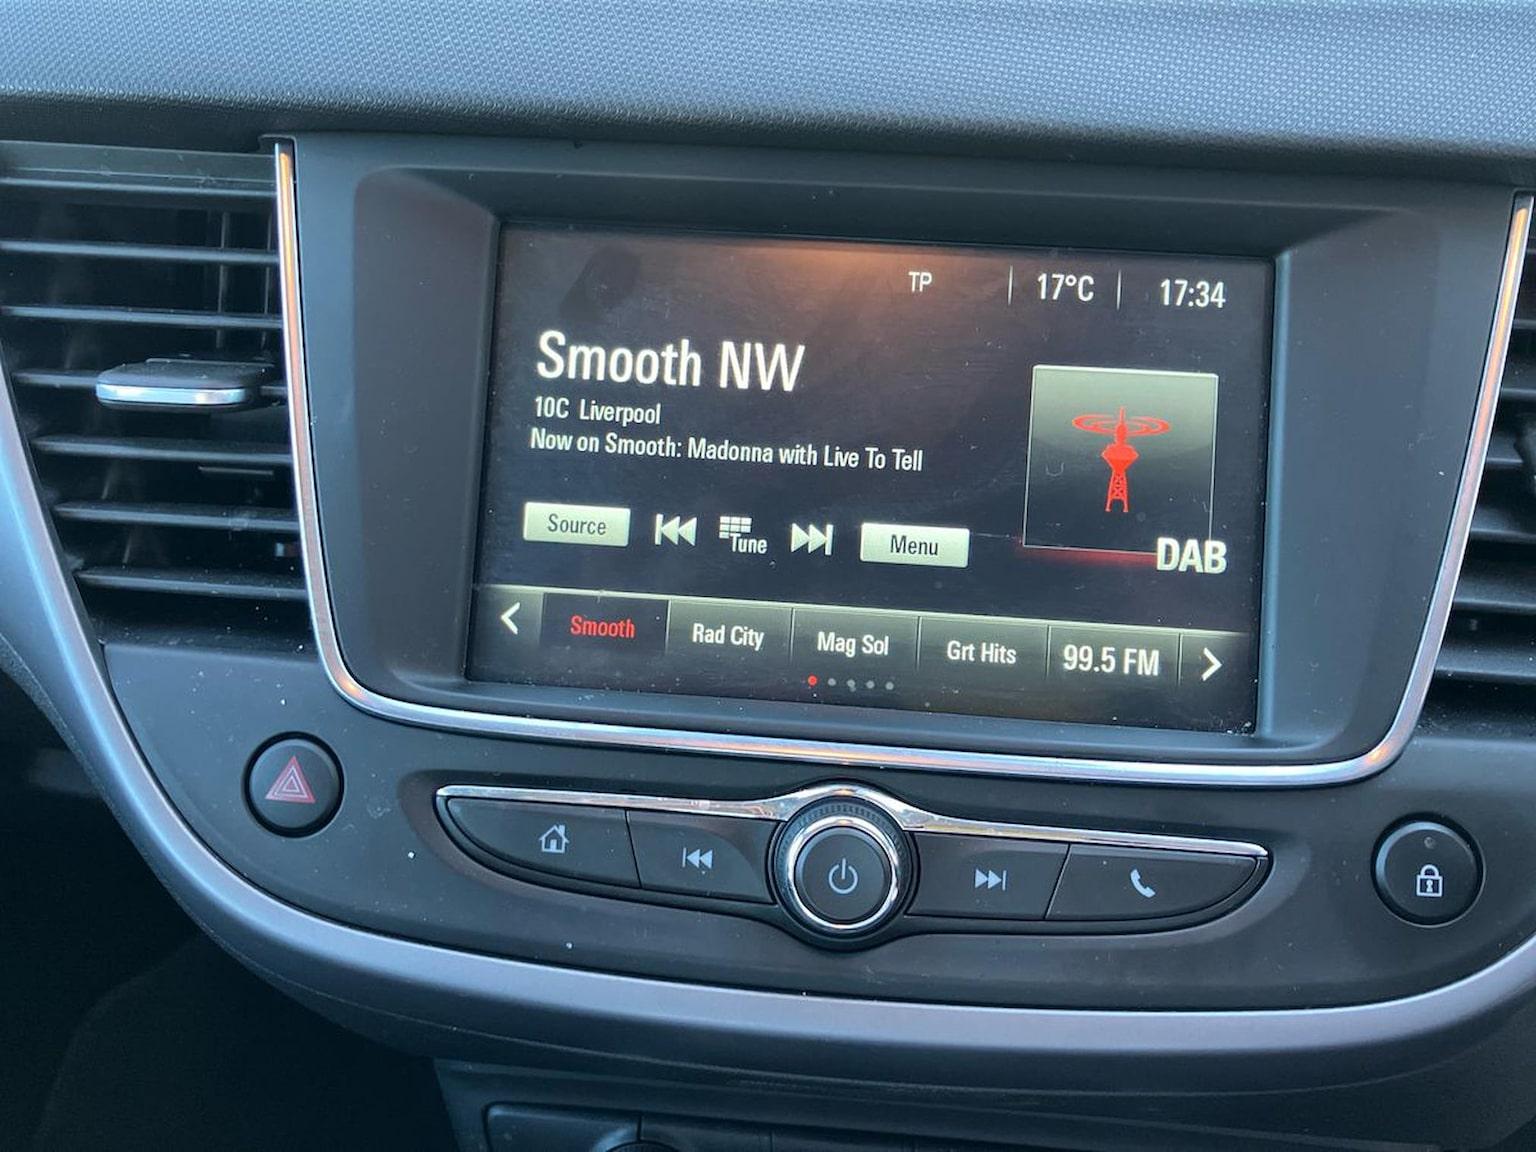 TP 17°C 17:34
Smooth NW
10C Liverpool
Now on Smooth: Madonna with Live To Tell
Source Tune Menu
DAB
Smooth Rad City Mag Sol Grt Hits 99.5 FM